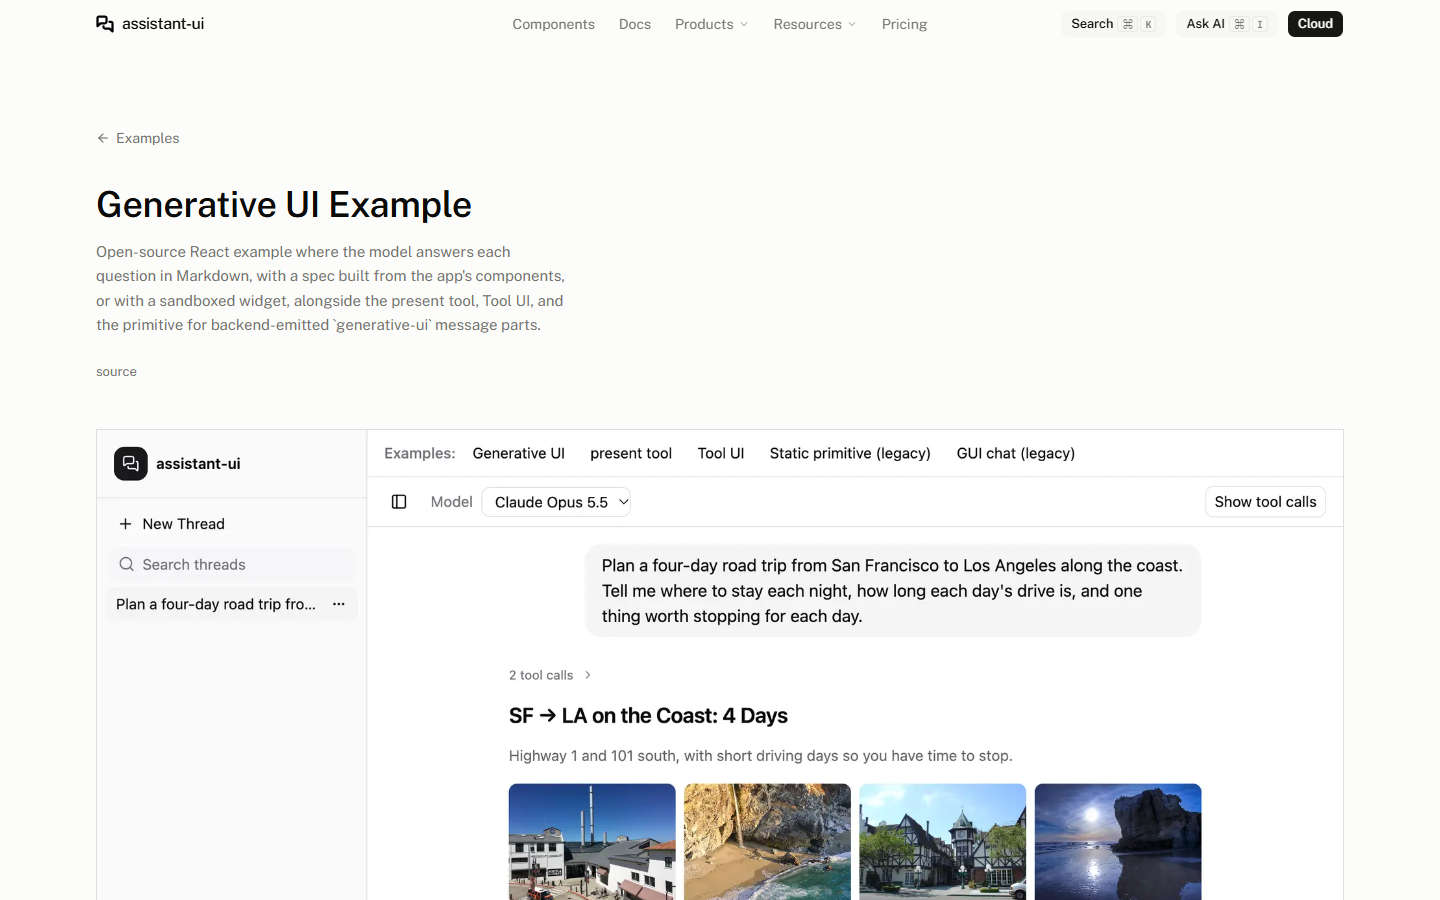 assistant-ui
Components
Docs
Products
Resources
Pricing
Search ⌘ K
Ask AI ⌘ I
Cloud
← Examples
Generative UI Example
Open-source React example where the model answers each
question in Markdown, with a spec built from the app's components,
or with a sandboxed widget, alongside the present tool, Tool UI, and
the primitive for backend-emitted `generative-ui` message parts.
source
assistant-ui
New Thread
Search threads
Plan a four-day road trip fro...
Examples:
Generative UI
present tool
Tool UI
Static primitive (legacy)
GUI chat (legacy)
Model
Claude Opus 5.5
Show tool calls
Plan a four-day road trip from San Francisco to Los Angeles along the coast.
Tell me where to stay each night, how long each day's drive is, and one
thing worth stopping for each day.
2 tool calls
SF → LA on the Coast: 4 Days
Highway 1 and 101 south, with short driving days so you have time to stop.